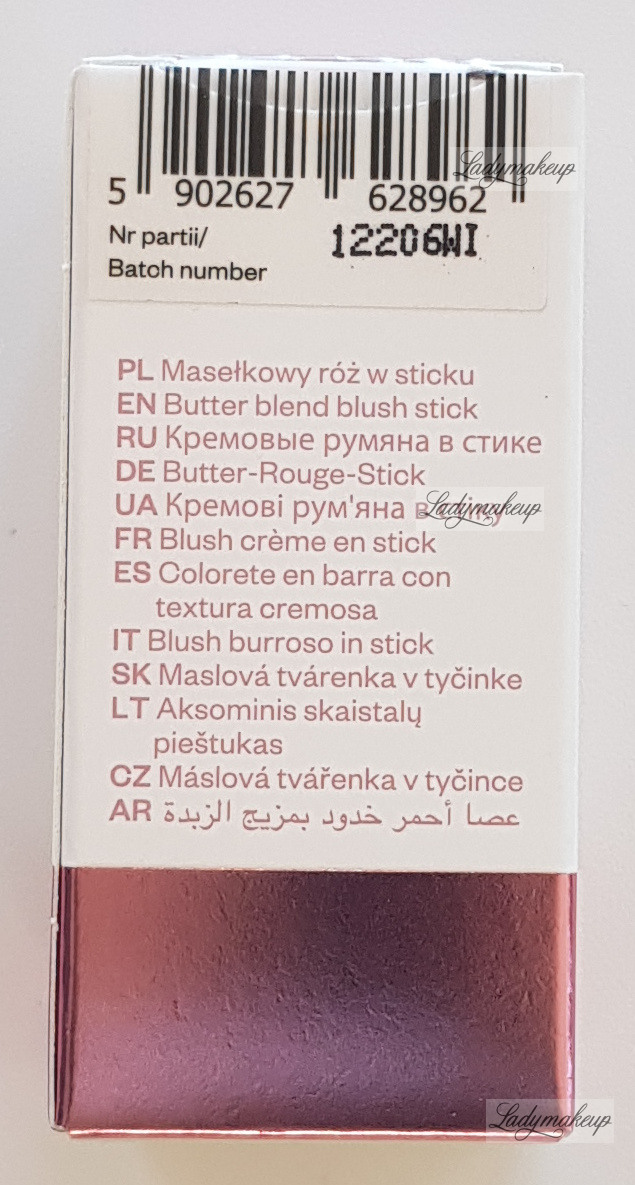 Ladymakeup
5 902627 628962
Nr partii/ 12206WI
Batch number
PL Masełkowy róż w sticku
EN Butter blend blush stick
RU Кремовые румяна в стике
DE Butter-Rouge-Stick
UA Кремові рум'яна в
Ladymakeup
FR Blush crème en stick
ES Colorete en barra con
textura cremosa
IT Blush burroso in stick
SK Maslová tvárenka v tyčinke
LT Aksominis skaistalų
pieštukas
CZ Máslová tvářenka v tyčince
AR عصا أحمر خدود بمزيج الزبدة
Ladymakeup